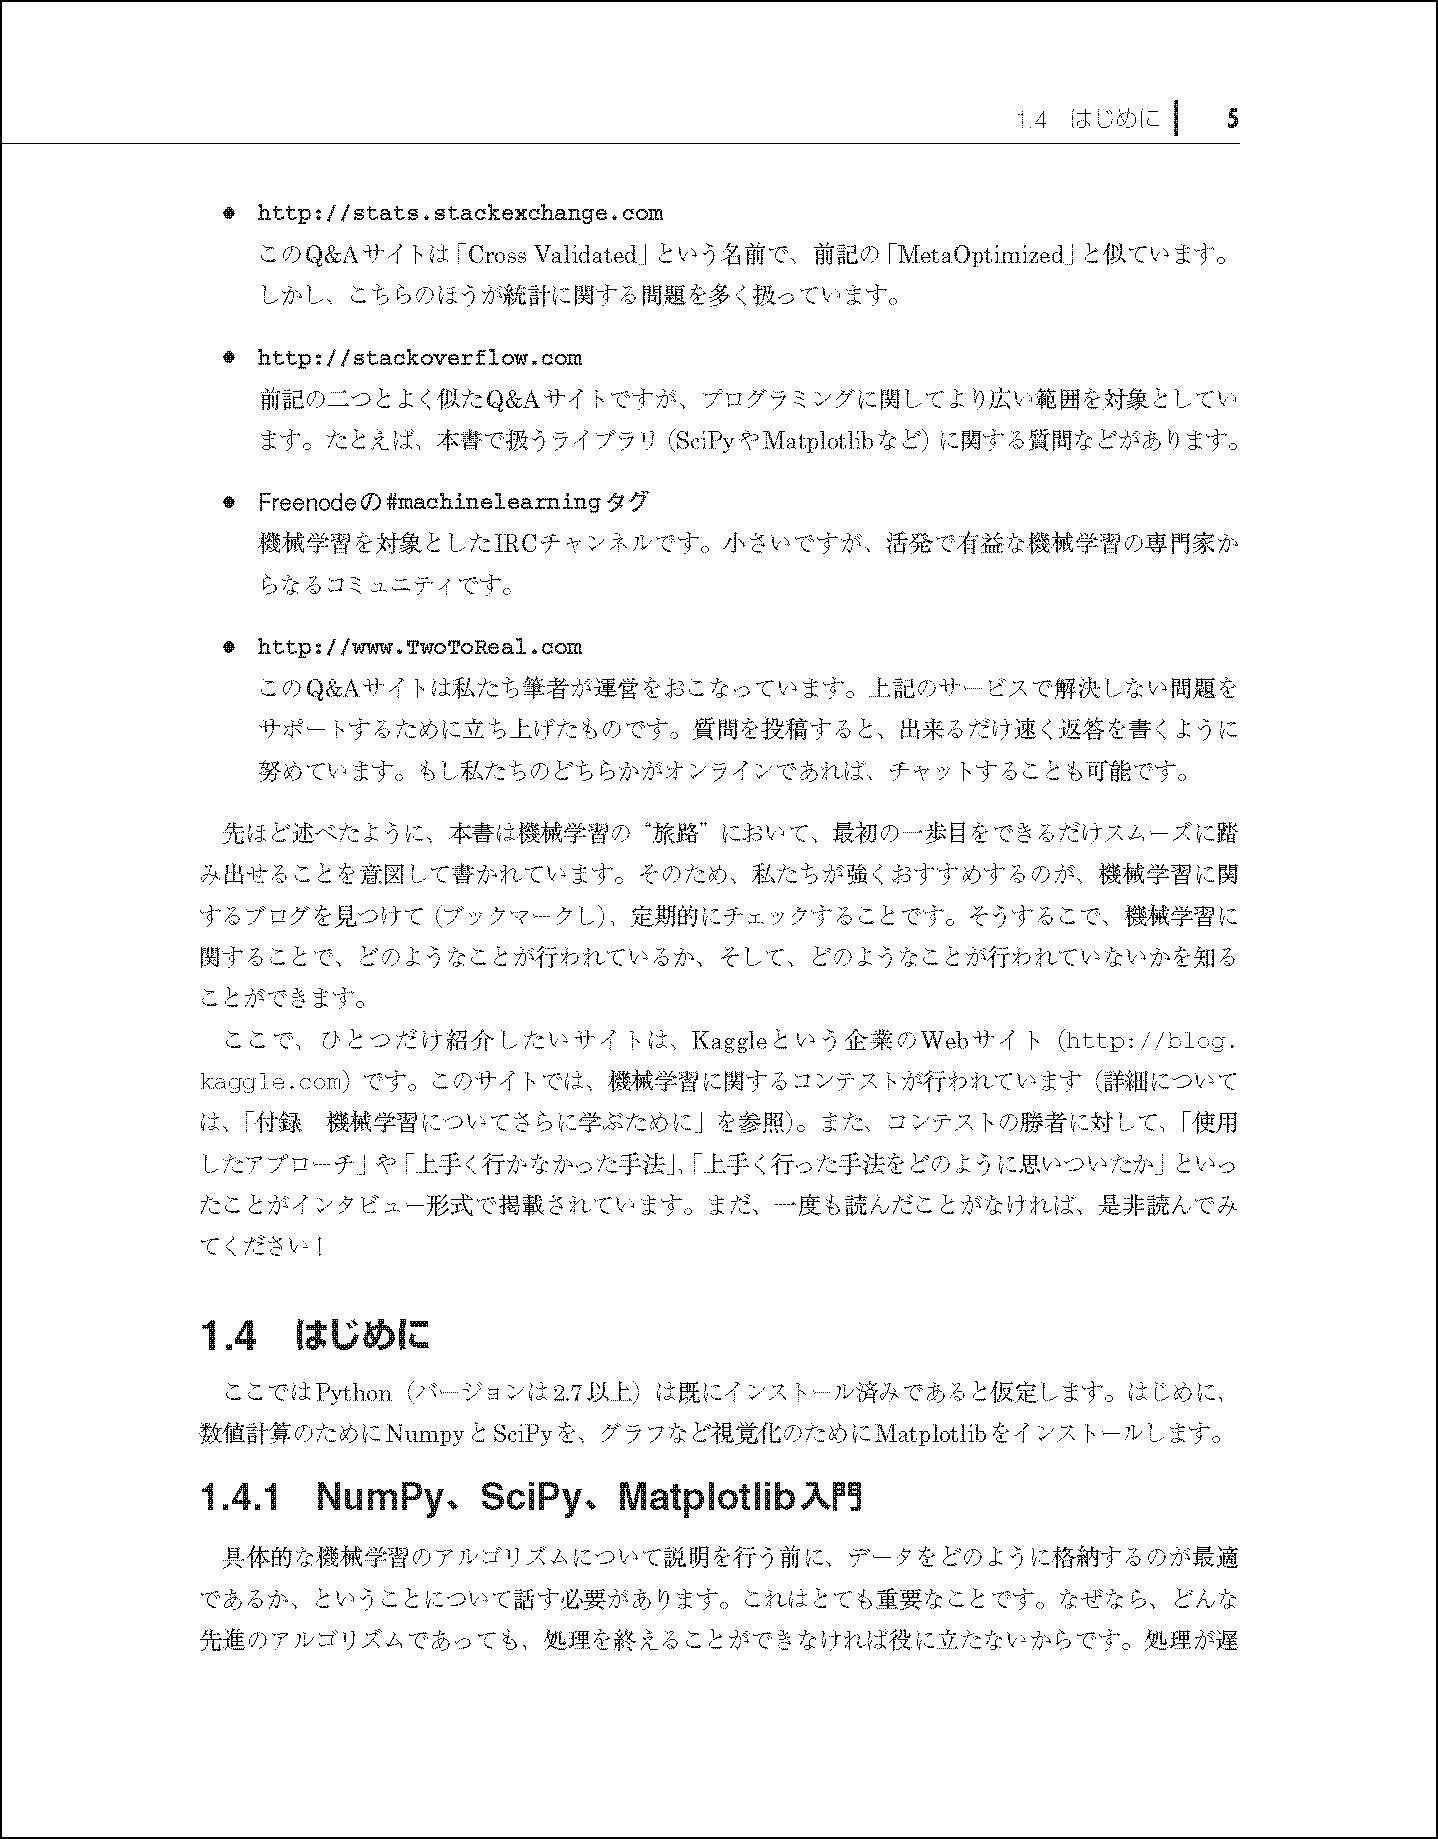 1.4　はじめに　5
● http://stats.stackexchange.com
このQ&Aサイトは「Cross Validated」という名前で、前記の「MetaOptimized」と似ています。
しかし、こちらのほうが統計に関する問題を多く扱っています。
● http://stackoverflow.com
前記の二つとよく似たQ&Aサイトですが、プログラミングに関してより広い範囲を対象としてい
ます。たとえば、本書で扱うライブラリ（SciPyやMatplotlibなど）に関する質問などがあります。
● Freenodeの#machinelearningタグ
機械学習を対象としたIRCチャンネルです。小さいですが、活発で有益な機械学習の専門家か
らなるコミュニティです。
● http://www.TwoToReal.com
このQ&Aサイトは私たち筆者が運営をおこなっています。上記のサービスで解決しない問題を
サポートするために立ち上げたものです。質問を投稿すると、出来るだけ速く返答を書くように
努めています。もし私たちのどちらかがオンラインであれば、チャットすることも可能です。
先ほど述べたように、本書は機械学習の“旅路”において、最初の一歩目をできるだけスムーズに踏
み出せることを意図して書かれています。そのため、私たちが強くおすすめするのが、機械学習に関
するブログを見つけて（ブックマークし）、定期的にチェックすることです。そうするこで、機械学習に
関することで、どのようなことが行われているか、そして、どのようなことが行われていないかを知る
ことができます。
ここで、ひとつだけ紹介したいサイトは、Kaggleという企業のWebサイト（http://blog.
kaggle.com）です。このサイトでは、機械学習に関するコンテストが行われています（詳細について
は、「付録　機械学習についてさらに学ぶために」を参照）。また、コンテストの勝者に対して、「使用
したアプローチ」や「上手く行かなかった手法」、「上手く行った手法をどのように思いついたか」といっ
たことがインタビュー形式で掲載されています。まだ、一度も読んだことがなければ、是非読んでみ
てください！
1.4　はじめに
ここではPython（バージョンは2.7以上）は既にインストール済みであると仮定します。はじめに、
数値計算のためにNumpyとSciPyを、グラフなど視覚化のためにMatplotlibをインストールします。
1.4.1　NumPy、SciPy、Matplotlib入門
具体的な機械学習のアルゴリズムについて説明を行う前に、データをどのように格納するのが最適
であるか、ということについて話す必要があります。これはとても重要なことです。なぜなら、どんな
先進のアルゴリズムであっても、処理を終えることができなければ役に立たないからです。処理が遅